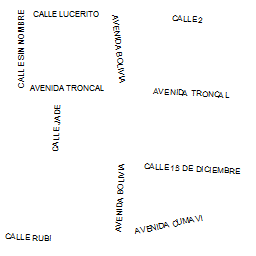 CALLE LUCERITO
CALLE 2
CALLE SIN NOMBRE
AVENIDA BOLIVIA
AVENIDA TRONCAL
AVENIDA TRONCAL
CALLE JADE
CALLE 18 DE DICIEMBRE
AVENIDA BOLIVIA
AVENIDA CUMAVI
CALLE RUBI